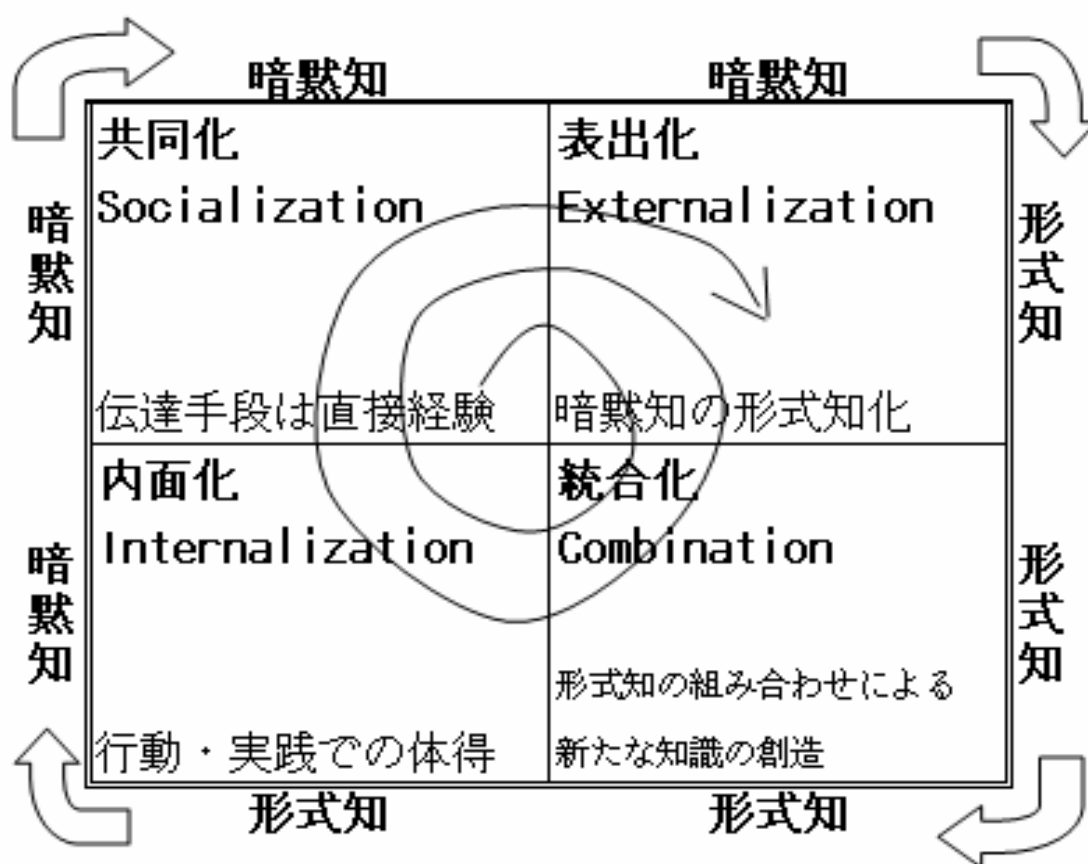 暗黙知
暗黙知
共同化
Socialization
表出化
Externalization
暗黙知
形式知
伝達手段は直接経験
暗黙知の形式知化
内面化
Internalization
統合化
Combination
暗黙知
形式知
行動・実践での体得
形式知の組み合わせによる
新たな知識の創造
形式知
形式知